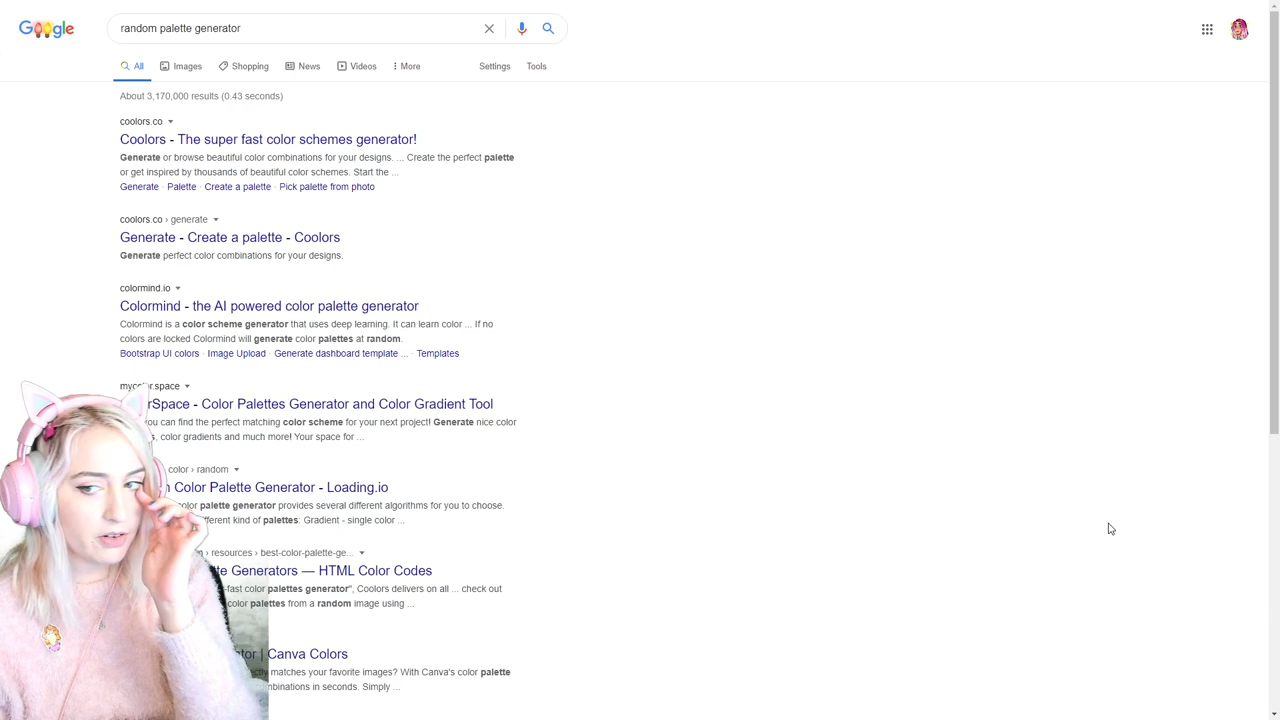 Google
random palette generator
All Images Shopping News Videos More Settings Tools
About 3,170,000 results (0.43 seconds)
coolors.co
Coolors - The super fast color schemes generator!
Generate or browse beautiful color combinations for your designs. ... Create the perfect palette
or get inspired by thousands of beautiful color schemes. Start the ...
Generate · Palette · Create a palette · Pick palette from photo
coolors.co › generate
Generate - Create a palette - Coolors
Generate perfect color combinations for your designs.
colormind.io
Colormind - the AI powered color palette generator
Colormind is a color scheme generator that uses deep learning. It can learn color ... If no
colors are locked Colormind will generate color palettes at random.
Bootstrap UI colors · Image Upload · Generate dashboard template ... · Templates
mycolor.space
- Color Palettes Generator and Color Gradient Tool
you can find the perfect matching color scheme for your next project! Generate nice color
, color gradients and much more! Your space for ...
color › random
Color Palette Generator - Loading.io
palette generator provides several different algorithms for you to choose.
different kind of palettes: Gradient - single color ...
› resources › best-color-palette-ge...
Generators — HTML Color Codes
-fast color palettes generator", Coolors delivers on all ... check out
color palettes from a random image using ...
| Canva Colors
matches your favorite images? With Canva's color palette
combinations in seconds. Simply ...